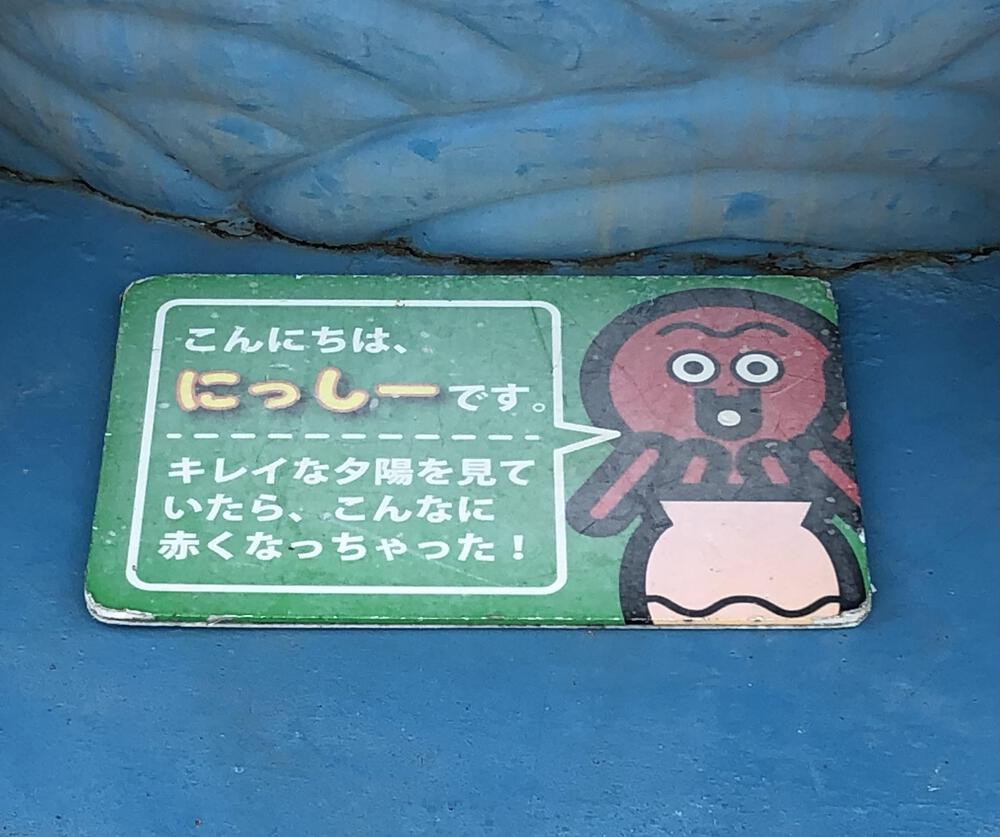 こんにちは、
にっしーです。
キレイな夕陽を見て
いたら、こんなに
赤くなっちゃった！